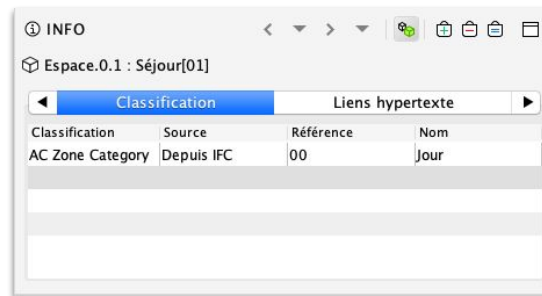 INFO
Espace.0.1 : Séjour[01]
Classification Liens hypertexte
Classification Source Référence Nom
AC Zone Category Depuis IFC 00 Jour